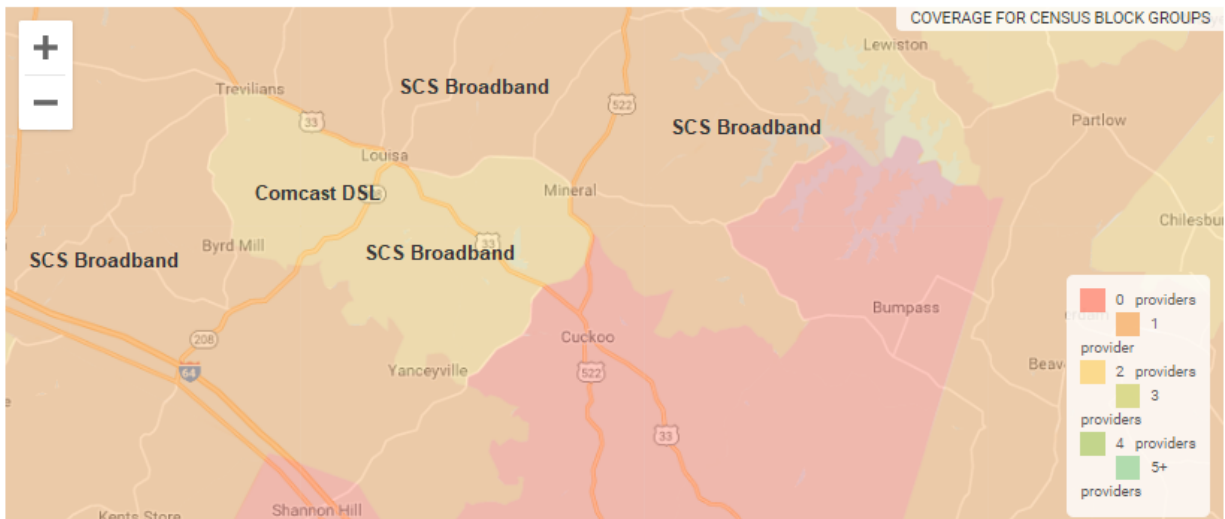 COVERAGE FOR CENSUS BLOCK GROUPS
+
−
Lewiston
Trevilians
SCS Broadband
522
Partlow
33
SCS Broadband
Louisa
Mineral
Comcast DSL
Chilesbu
Byrd Mill
33
SCS Broadband
SCS Broadband
0 providers
Bumpass
1
Cuckoo
208
provider
Yanceyville
522
64
2 providers
Beav
3
providers
33
4 providers
5+
providers
Shannon Hill
Kents Store